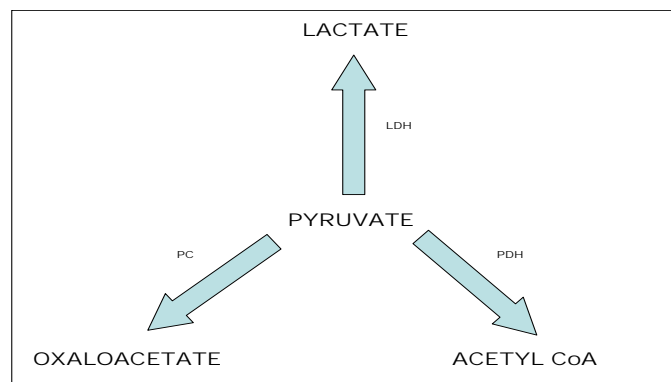 LACTATE
LDH
PYRUVATE
PC
PDH
OXALOACETATE
ACETYL CoA